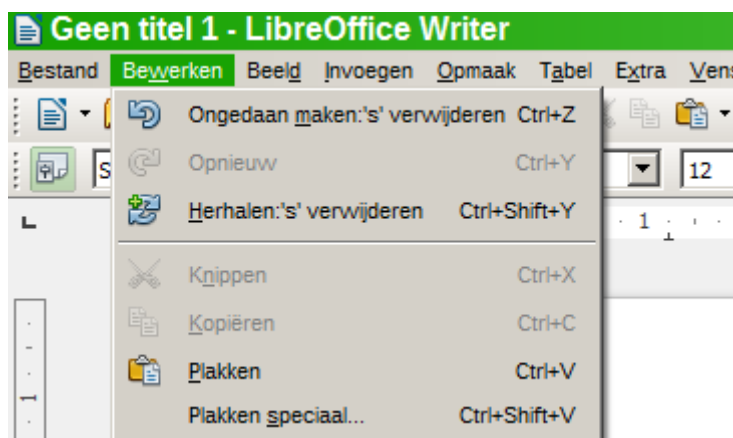 Geen titel 1 - LibreOffice Writer
Bestand Bewerken Beeld Invoegen Opmaak Tabel Extra
Ongedaan maken:'s' verwijderen Ctrl+Z
Opnieuw Ctrl+Y
12
Herhalen:'s' verwijderen Ctrl+Shift+Y
1
Knippen Ctrl+X
Kopiëren Ctrl+C
Plakken Ctrl+V
1
Plakken speciaal... Ctrl+Shift+V